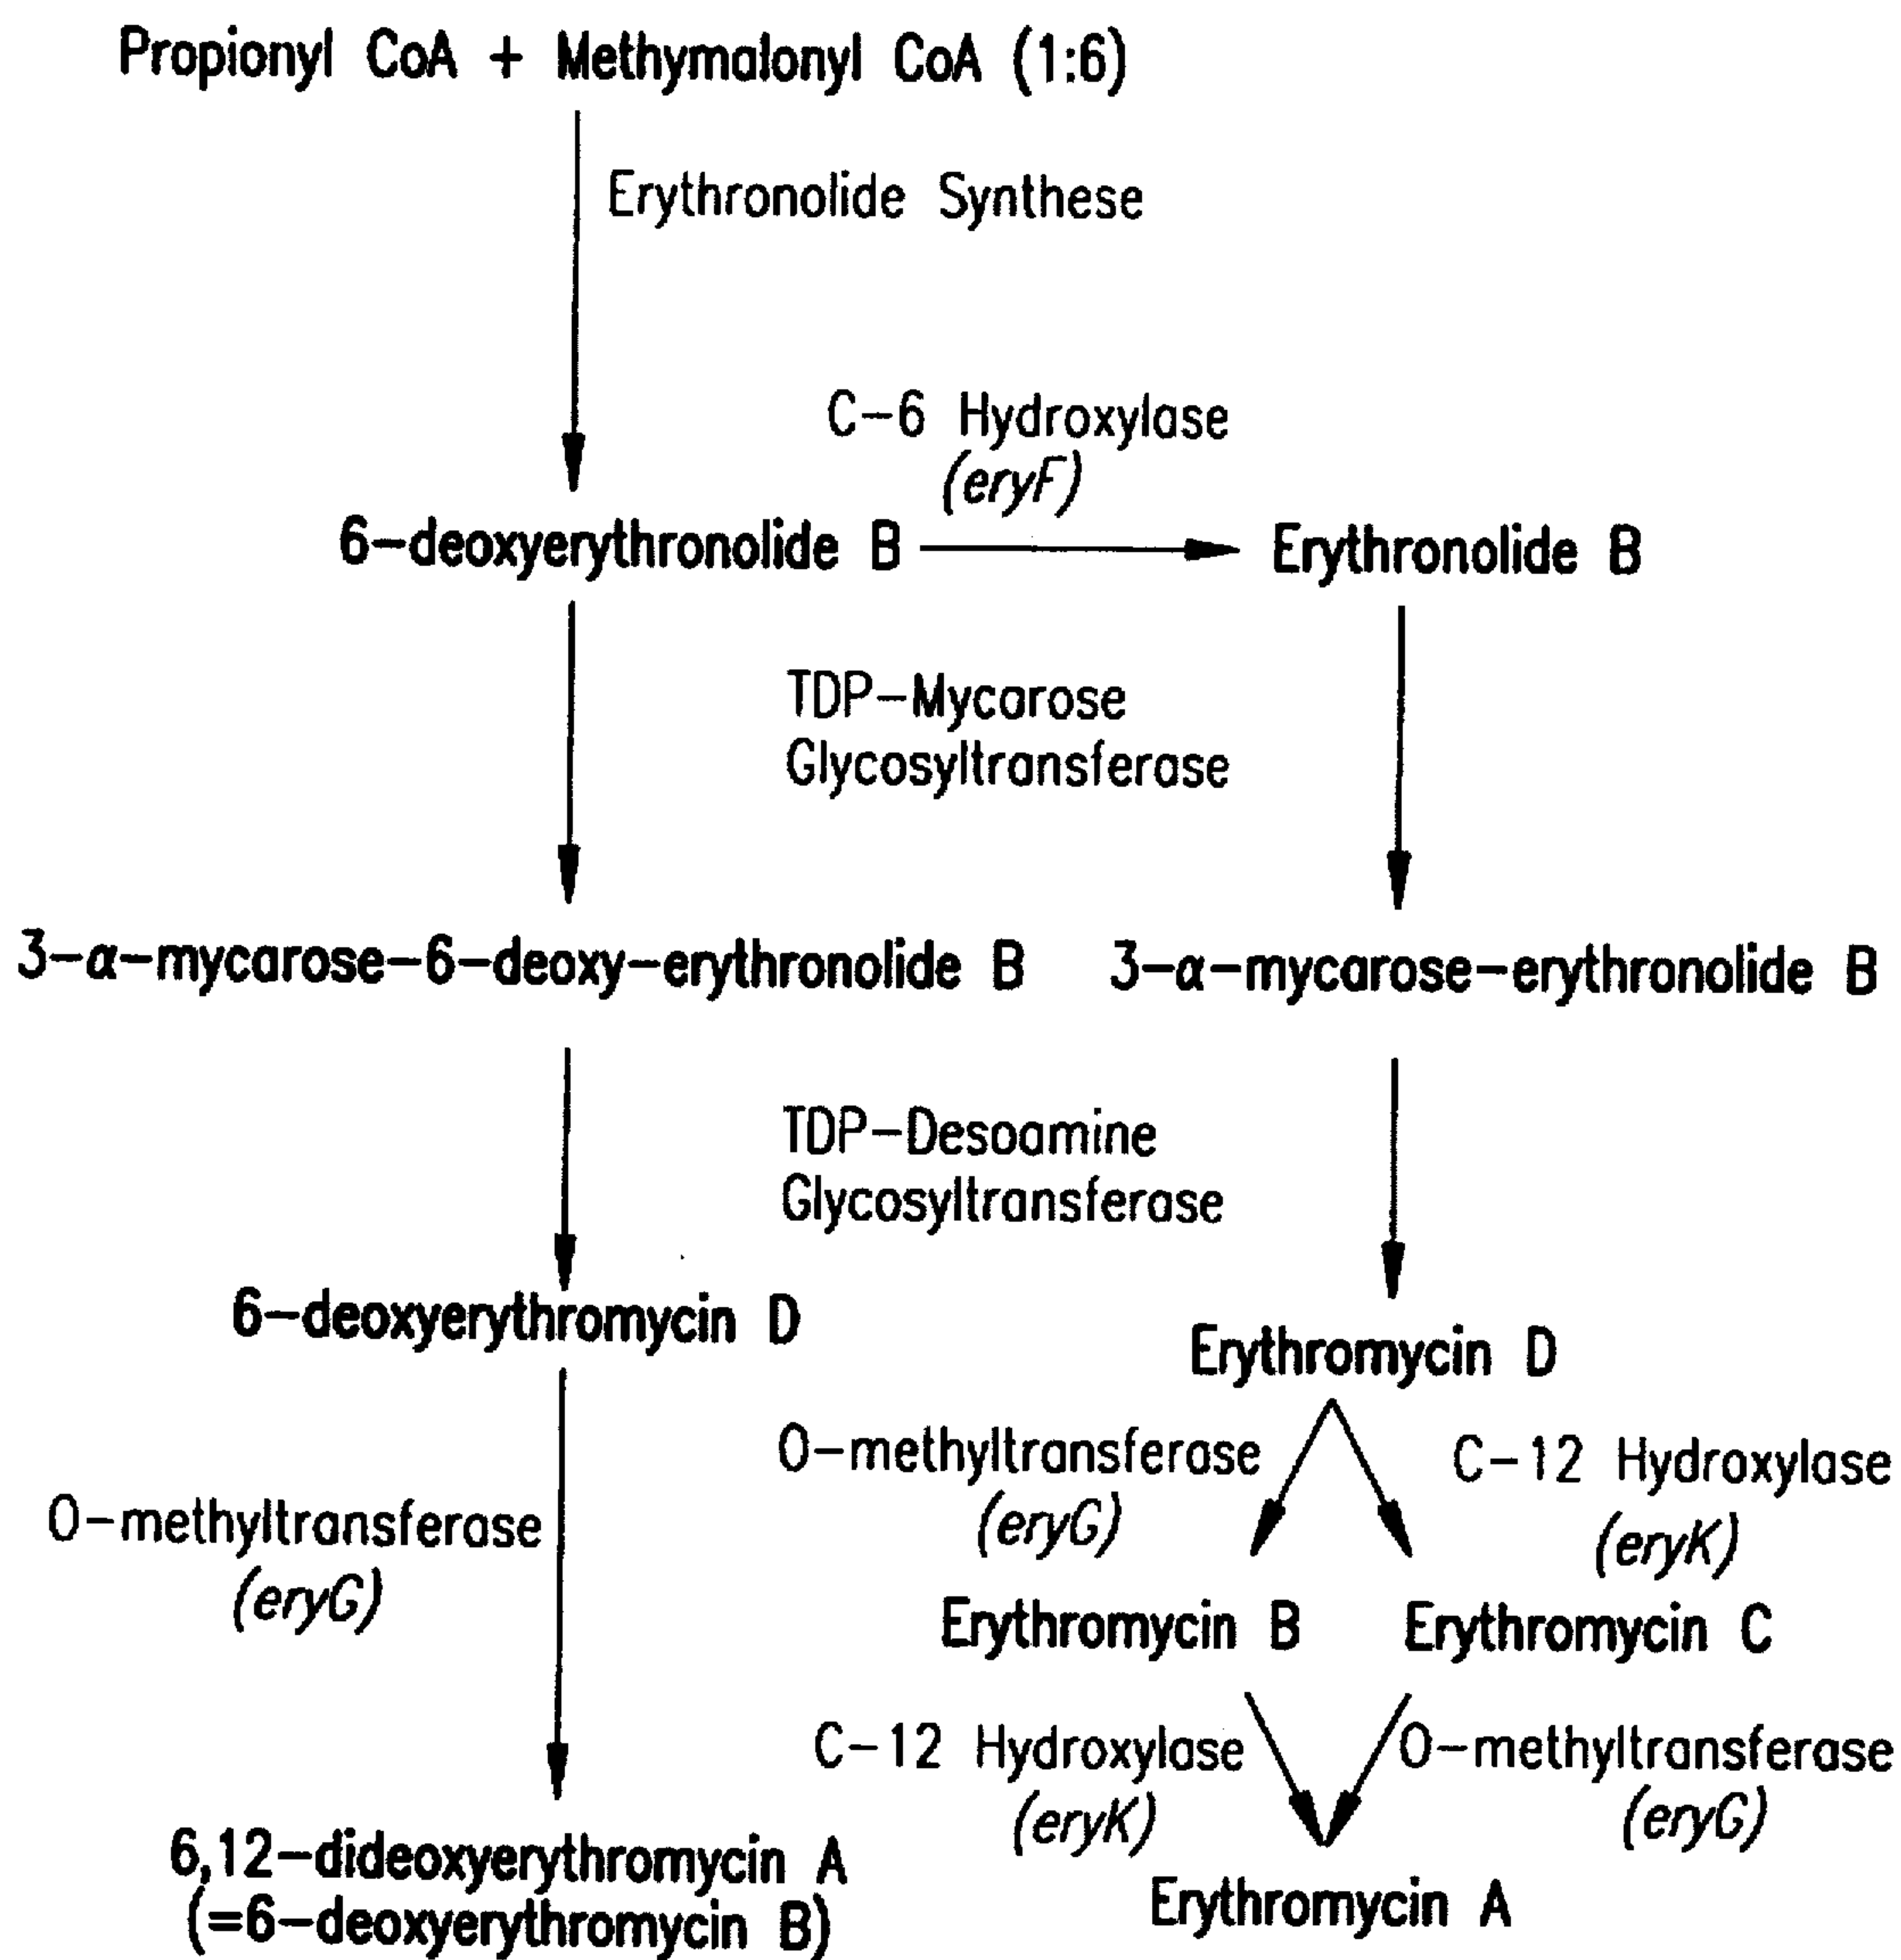 Propionyl CoA + Methymalonyl CoA (1:6)
Erythronolide Synthese
C-6 Hydroxylase
(eryF)
6-deoxyerythronolide B
Erythronolide B
TDP-Mycarose
Glycosyltransferase
3-α-mycarose-6-deoxy-erythronolide B
3-α-mycarose-erythronolide B
TDP-Desoamine
Glycosyltransferase
6-deoxyerythromycin D
Erythromycin D
O-methyltransferase
(eryG)
C-12 Hydroxylase
(eryK)
O-methyltransferase
(eryG)
Erythromycin B
Erythromycin C
C-12 Hydroxylase
(eryK)
O-methyltransferase
(eryG)
6,12-dideoxyerythromycin A
(=6-deoxyerythromycin B)
Erythromycin A